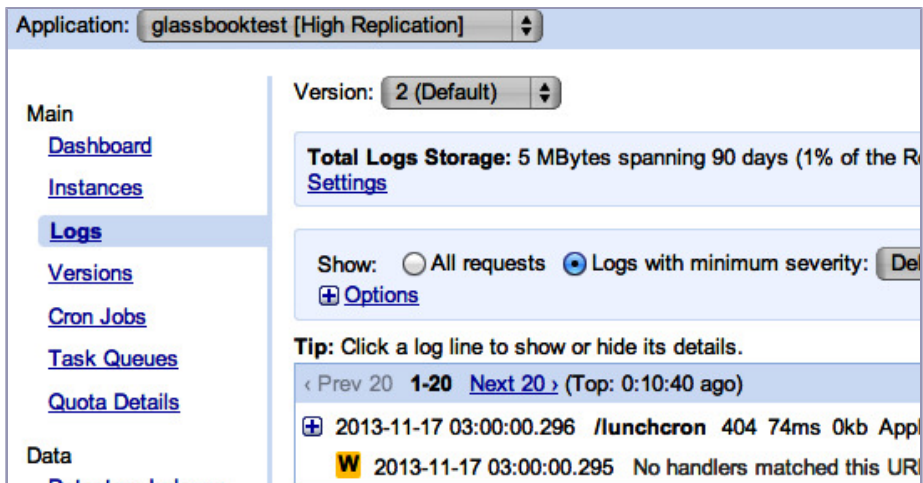 Application: glassbooktest [High Replication]
Main
Dashboard
Instances
Logs
Versions
Cron Jobs
Task Queues
Quota Details
Data
Version: 2 (Default)
Total Logs Storage: 5 MBytes spanning 90 days (1% of the
Settings
Show: All requests Logs with minimum severity:
Options
Tip: Click a log line to show or hide its details.
‹ Prev 20 1-20 Next 20 › (Top: 0:10:40 ago)
2013-11-17 03:00:00.296 /lunchcron 404 74ms 0kb
W 2013-11-17 03:00:00.295 No handlers matched this